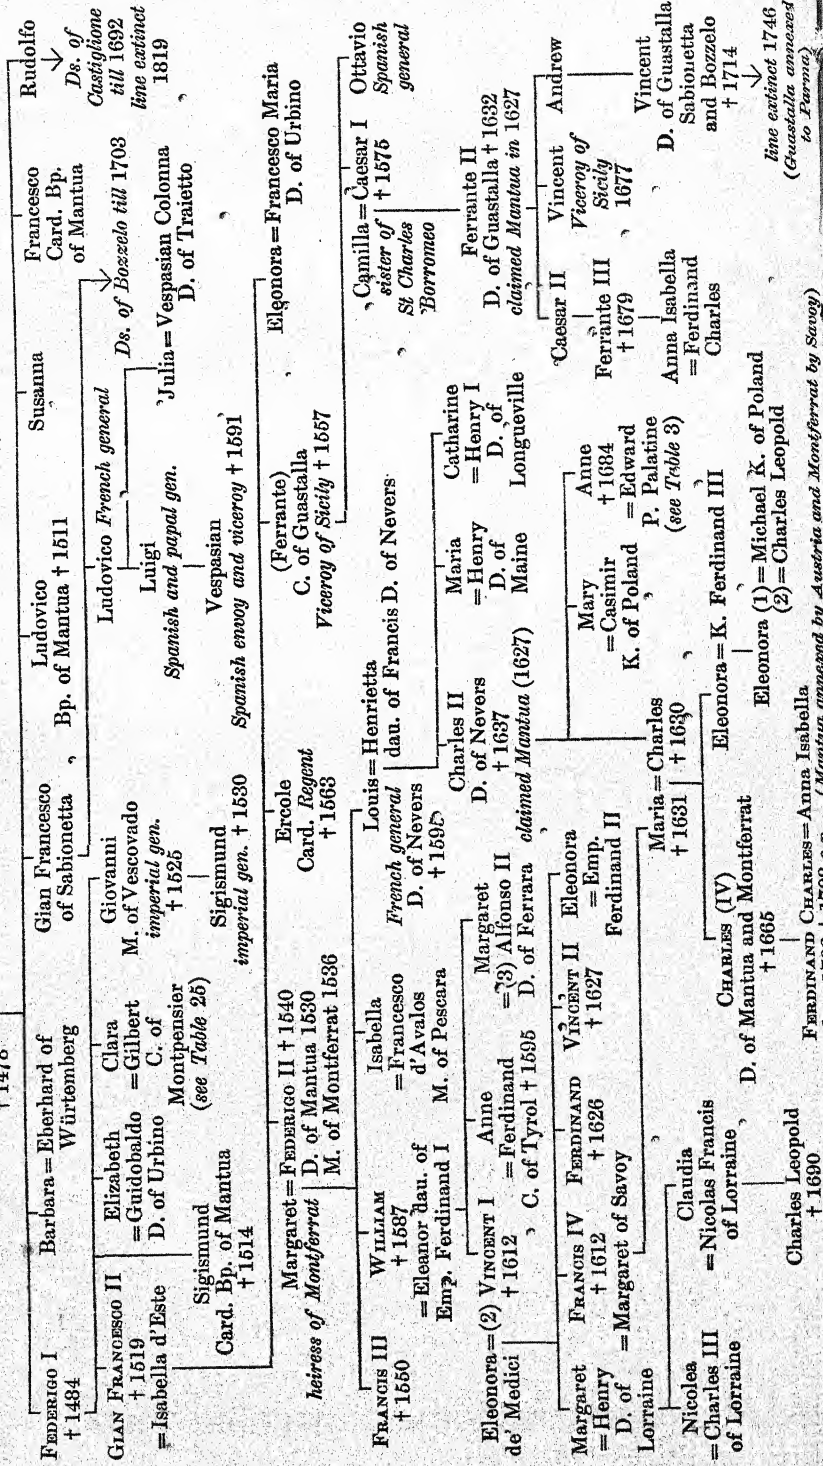 † 1478
FEDERIGO I
† 1484
Barbara = Eberhard of
Würtemberg
Gian Francesco
of Sabionetta
Ludovico
Bp. of Mantua † 1511
Susanna
Francesco
Card. Bp.
of Mantua
Rudolfo
Ds. of
Castiglione
till 1692
line extinct
1819
GIAN FRANCESCO II
† 1519
= Isabella d'Este
Sigismund
Card. Bp. of Mantua
† 1514
Elizabeth
= Guidobaldo
D. of Urbino
Clara
= Gilbert
C. of
Montpensier
(see Table 25)
Giovanni
M. of Vescovado
imperial gen.
† 1525
Sigismund
imperial gen. † 1530
Ludovico French general
Ds. of Bozzelo till 1703
Luigi
Spanish and papal gen.
Julia = Vespasian Colonna
D. of Traietto
Vespasian
Spanish envoy and viceroy † 1591
Margaret = FEDERIGO II † 1540
heiress of Montferrat
D. of Mantua 1530
M. of Montferrat 1536
Ercole
Card. Regent
† 1563
(Ferrante)
C. of Guastalla
Viceroy of Sicily † 1557
Eleonora = Francesco Maria
D. of Urbino
FRANCIS III
† 1550
WILLIAM
† 1587
= Eleanor dau. of
Emp. Ferdinand I
Isabella
= Francesco
d'Avalos
M. of Pescara
Louis = Henrietta
French general
D. of Nevers
† 1595
dau. of Francis D. of Nevers
Camilla = Caesar I
sister of
St Charles
Borromeo
† 1575
Ottavio
Spanish
general
Eleonora = (2) VINCENT I
de' Medici
† 1612
Anne
= Ferdinand
C. of Tyrol † 1595
Margaret
= (3) Alfonso II
D. of Ferrara
Charles II
D. of Nevers
† 1637
claimed Mantua (1627)
Maria
= Henry
D. of
Maine
Catharine
= Henry I
D. of
Longueville
Ferrante II
D. of Guastalla † 1632
claimed Mantua in 1627
Margaret
= Henry
D. of
Lorraine
FRANCIS IV
† 1612
= Margaret of Savoy
FERDINAND
† 1626
VINCENT II
† 1627
Eleonora
= Emp.
Ferdinand II
Mary
= Casimir
K. of Poland
Anne
† 1684
= Edward
P. Palatine
(see Table 3)
Caesar II
Ferrante III
† 1679
Anna Isabella
= Ferdinand
Charles
Vincent
Viceroy of
Sicily
1677
Andrew
Vincent
D. of Guastalla
Sabionetta
and Bozzelo
† 1714
line extinct 1746
(Guastalla annexed
to Parma)
Maria = Charles
† 1631
† 1630
Nicolea
= Charles III
of Lorraine
Claudia
= Nicolas Francis
of Lorraine
Charles Leopold
† 1690
CHARLES (IV)
D. of Mantua and Montferrat
† 1665
Eleonora = K. Ferdinand III
Eleonora (1) = Michael K. of Poland
(2) = Charles Leopold
FERDINAND CHARLES = Anna Isabella
(Mantua annexed by Austria and Montferrat by Savoy)